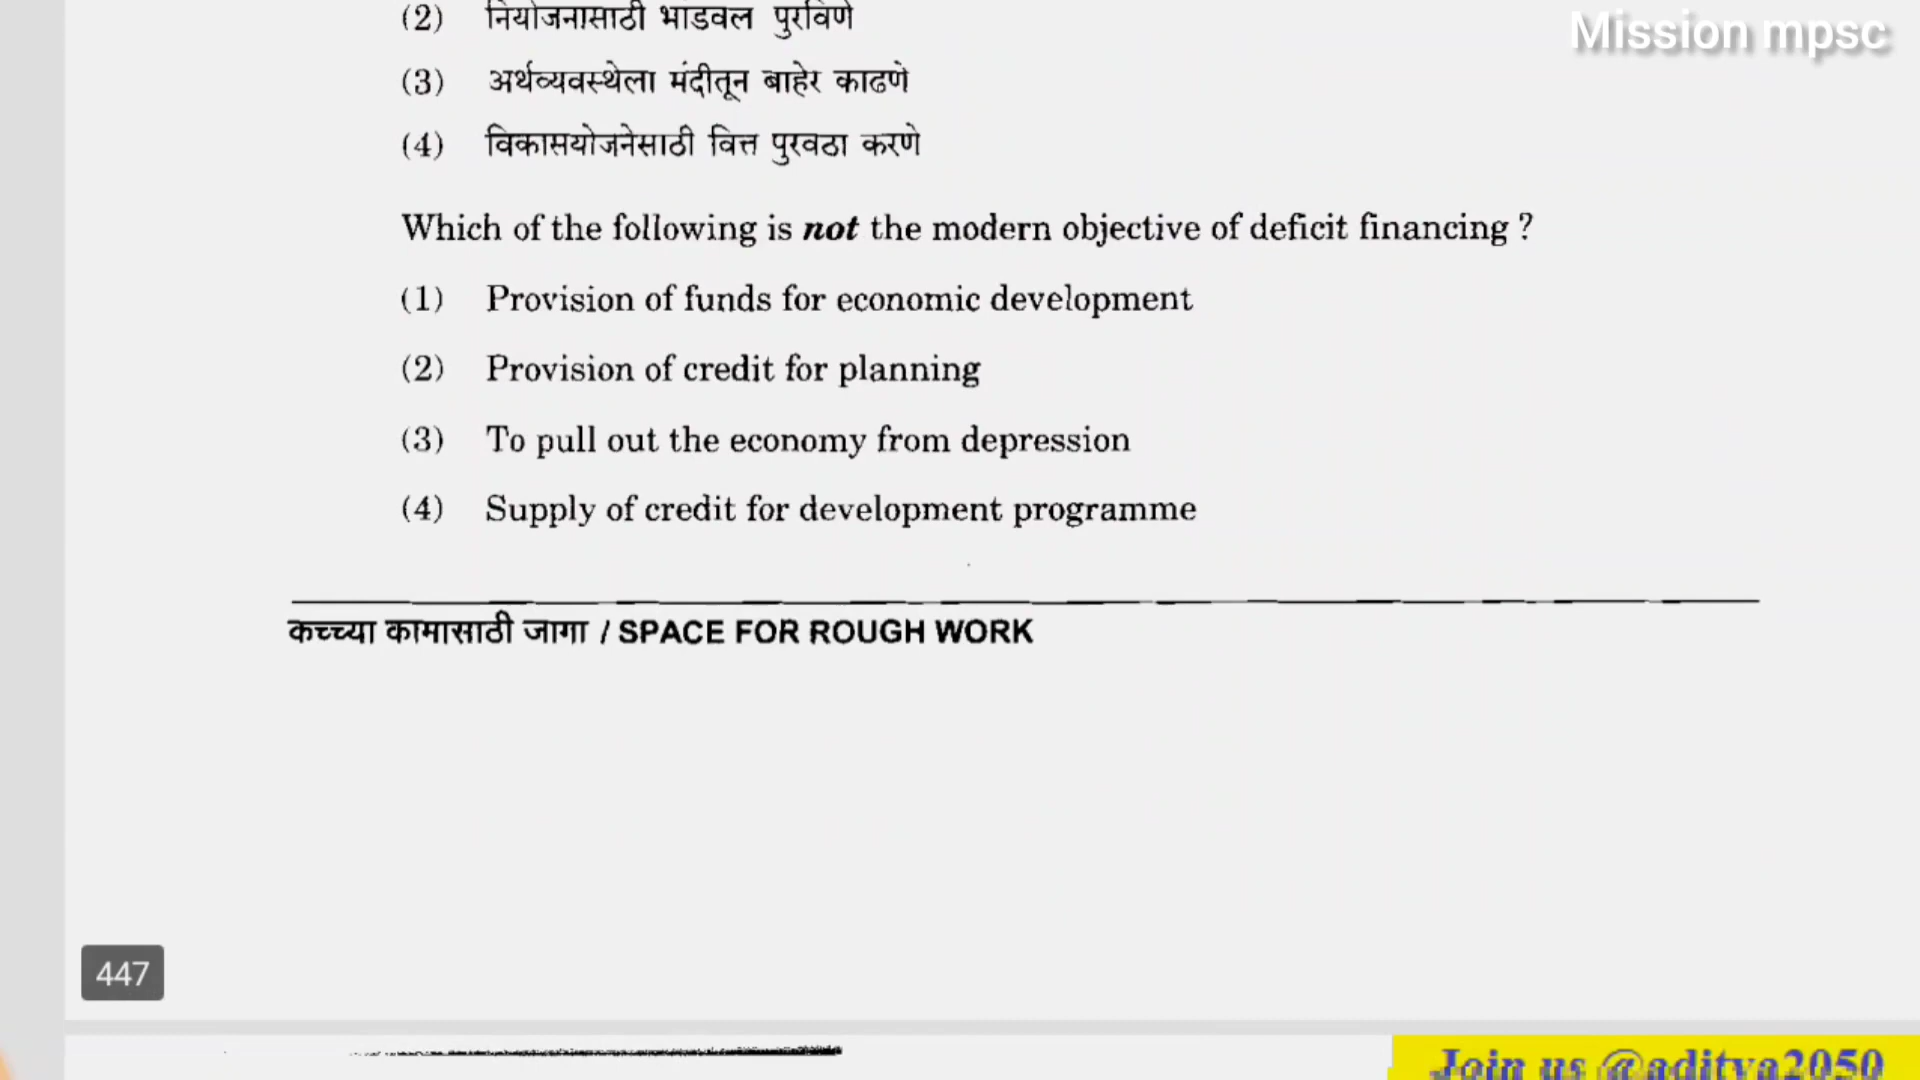 Mission mpsc
(2) नियोजनासाठी भांडवल पुरविणे
(3) अर्थव्यवस्थेला मंदीतून बाहेर काढणे
(4) विकासयोजनेसाठी वित्त पुरवठा करणे
Which of the following is not the modern objective of deficit financing ?
(1) Provision of funds for economic development
(2) Provision of credit for planning
(3) To pull out the economy from depression
(4) Supply of credit for development programme
कच्च्या कामासाठी जागा / SPACE FOR ROUGH WORK
447
Join us @aditya2050